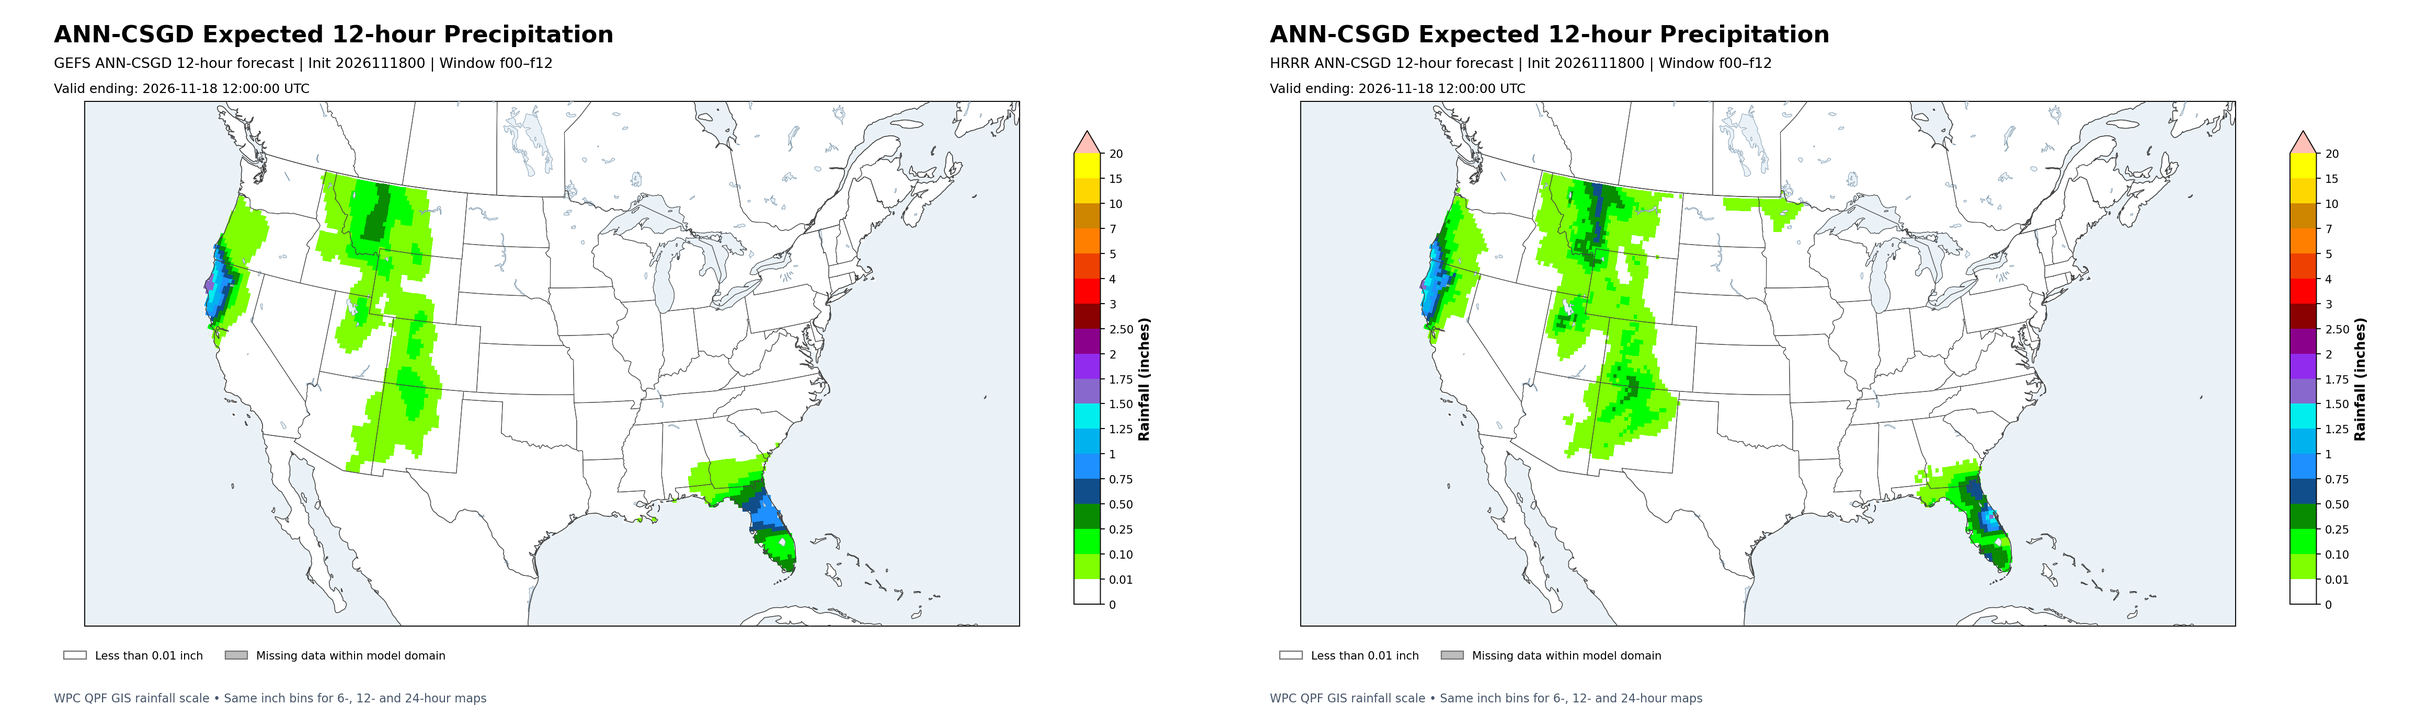 ANN-CSGD Expected 12-hour Precipitation
GEFS ANN-CSGD 12-hour forecast | Init 2026111800 | Window f00–f12
Valid ending: 2026-11-18 12:00:00 UTC
20
15
10
7
5
4
3
2.50
2
1.75
1.50
1.25
1
0.75
0.50
0.25
0.10
0.01
0
Rainfall (inches)
Less than 0.01 inch
Missing data within model domain
WPC QPF GIS rainfall scale • Same inch bins for 6-, 12- and 24-hour maps
ANN-CSGD Expected 12-hour Precipitation
HRRR ANN-CSGD 12-hour forecast | Init 2026111800 | Window f00–f12
Valid ending: 2026-11-18 12:00:00 UTC
20
15
10
7
5
4
3
2.50
2
1.75
1.50
1.25
1
0.75
0.50
0.25
0.10
0.01
0
Rainfall (inches)
Less than 0.01 inch
Missing data within model domain
WPC QPF GIS rainfall scale • Same inch bins for 6-, 12- and 24-hour maps